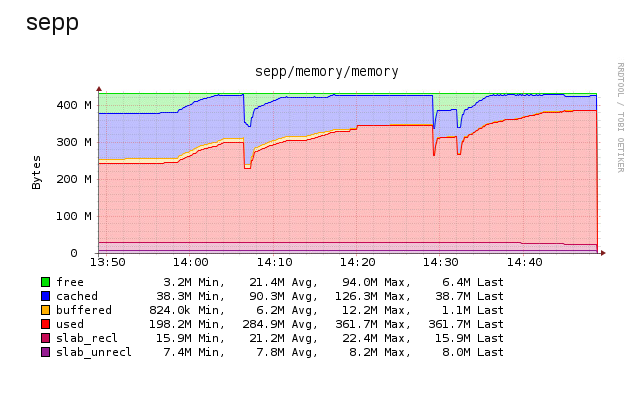 sepp
sepp/memory/memory
RRDTOOL / TOBI OETIKER
Bytes
400 M
300 M
200 M
100 M
0
13:50 14:00 14:10 14:20 14:30 14:40
free 3.2M Min, 21.4M Avg, 94.0M Max, 6.4M Last
cached 38.3M Min, 90.3M Avg, 126.3M Max, 38.7M Last
buffered 824.0k Min, 6.2M Avg, 12.2M Max, 1.1M Last
used 198.2M Min, 284.9M Avg, 361.7M Max, 361.7M Last
slab_recl 15.9M Min, 21.2M Avg, 22.4M Max, 15.9M Last
slab_unrecl 7.4M Min, 7.8M Avg, 8.2M Max, 8.0M Last